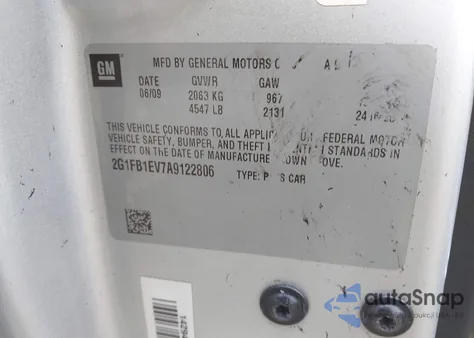 GM
MFD BY GENERAL MOTORS
DATE GVWR GAW
06/09 2063 KG 967
4547 LB 2131
THIS VEHICLE CONFORMS TO, ALL APPLIC FEDERAL MOTOR
VEHICLE SAFETY, BUMPER, AND THEFT STANDARDS IN
EFFECT ON THE DATE OF MANUFACTURE OWN OVE.
2G1FB1EV7A9122806 TYPE: P S CAR
autoSnap